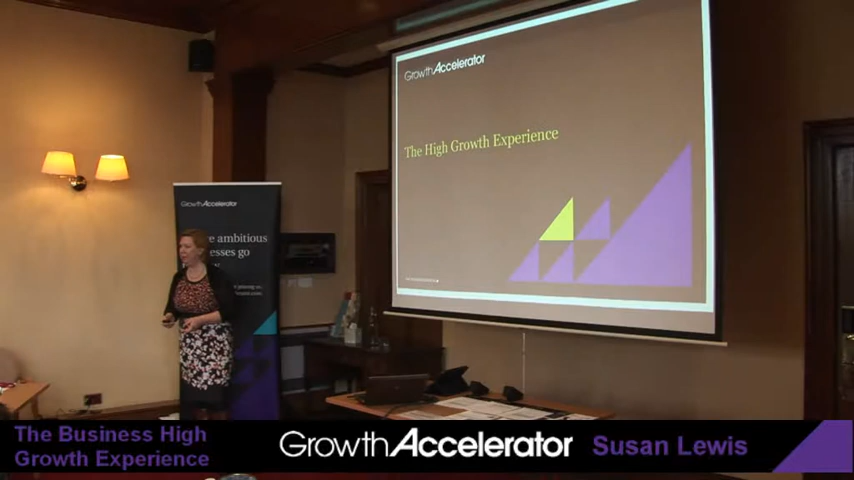 GrowthAccelerator
The High Growth Experience
GrowthAccelerator
ambitious
esses go
The Business High
Growth Experience
GrowthAccelerator
Susan Lewis